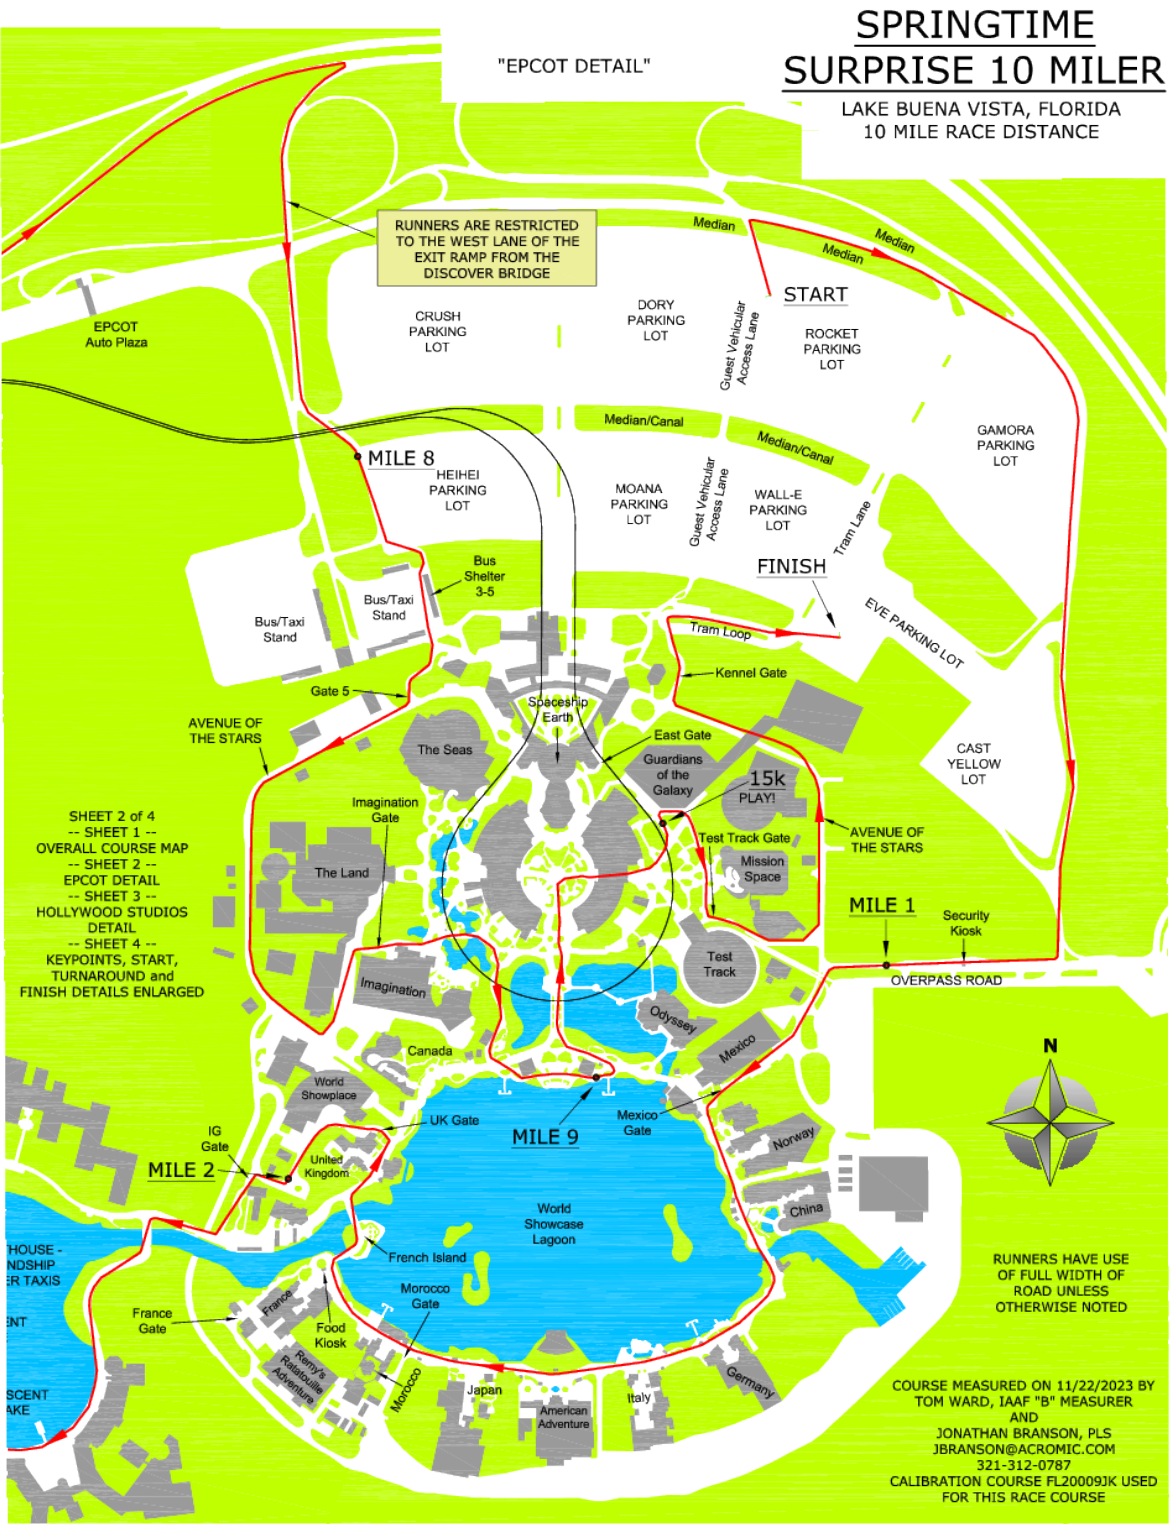 SPRINGTIME
SURPRISE 10 MILER
LAKE BUENA VISTA, FLORIDA
10 MILE RACE DISTANCE
"EPCOT DETAIL"
RUNNERS ARE RESTRICTED
TO THE WEST LANE OF THE
EXIT RAMP FROM THE
DISCOVER BRIDGE
Median
Median
Median
START
EPCOT
Auto Plaza
CRUSH
PARKING
LOT
DORY
PARKING
LOT
Guest Vehicular
Access Lane
ROCKET
PARKING
LOT
Median/Canal
Median/Canal
GAMORA
PARKING
LOT
MILE 8
HEIHEI
PARKING
LOT
MOANA
PARKING
LOT
Guest Vehicular
Access Lane
WALL-E
PARKING
LOT
Tram Lane
FINISH
Bus
Shelter
3-5
Bus/Taxi
Stand
Bus/Taxi
Stand
Tram Loop
EVE PARKING LOT
Kennel Gate
Gate 5
Spaceship
Earth
AVENUE OF
THE STARS
The Seas
East Gate
Guardians
of the
Galaxy
CAST
YELLOW
LOT
15k
PLAY!
Imagination
Gate
Test Track Gate
AVENUE OF
THE STARS
SHEET 2 of 4
-- SHEET 1 --
OVERALL COURSE MAP
-- SHEET 2 --
EPCOT DETAIL
-- SHEET 3 --
HOLLYWOOD STUDIOS
DETAIL
-- SHEET 4 --
KEYPOINTS, START,
TURNAROUND and
FINISH DETAILS ENLARGED
The Land
Mission
Space
MILE 1
Security
Kiosk
Test
Track
OVERPASS ROAD
Imagination
Odyssey
Mexico
Canada
N
World
Showplace
UK Gate
Mexico
Gate
MILE 9
IG
Gate
Norway
MILE 2
United
Kingdom
World
Showcase
Lagoon
China
THOUSE -
NDSHIP
ER TAXIS
French Island
RUNNERS HAVE USE
OF FULL WIDTH OF
ROAD UNLESS
OTHERWISE NOTED
Morocco
Gate
France
France
Gate
Food
Kiosk
ENT
Remy's
Ratatouille
Adventure
Morocco
Japan
American
Adventure
Italy
Germany
SCENT
AKE
COURSE MEASURED ON 11/22/2023 BY
TOM WARD, IAAF "B" MEASURER
AND
JONATHAN BRANSON, PLS
JBRANSON@ACROMIC.COM
321-312-0787
CALIBRATION COURSE FL20009JK USED
FOR THIS RACE COURSE